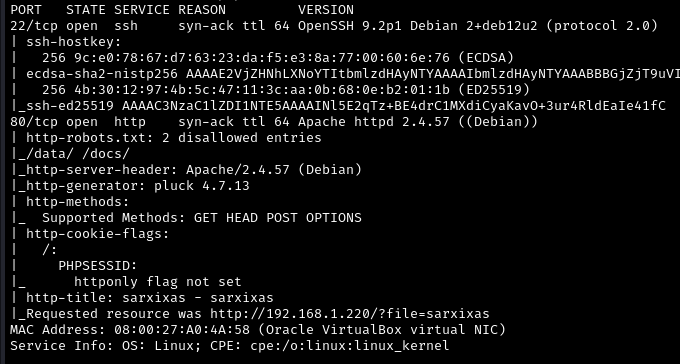 PORT   STATE SERVICE REASON         VERSION
22/tcp open  ssh     syn-ack ttl 64 OpenSSH 9.2p1 Debian 2+deb12u2 (protocol 2.0)
| ssh-hostkey:
|   256 9c:e0:78:67:d7:63:23:da:f5:e3:8a:77:00:60:6e:76 (ECDSA)
| ecdsa-sha2-nistp256 AAAAE2VjZHNhLXNoYTItbmlzdHAyNTYAAAAIbmlzdHAyNTYAAABBBGjZjT9uVI
|   256 4b:30:12:97:4b:5c:47:11:3c:aa:0b:68:0e:b2:01:1b (ED25519)
|_ssh-ed25519 AAAAC3NzaC1lZDI1NTE5AAAAINl5E2qTz+BE4drC1MXdiCyaKavO+3ur4RldEaIe41fC
80/tcp open  http    syn-ack ttl 64 Apache httpd 2.4.57 ((Debian))
| http-robots.txt: 2 disallowed entries
|_/data/ /docs/
|_http-server-header: Apache/2.4.57 (Debian)
|_http-generator: pluck 4.7.13
| http-methods:
|_  Supported Methods: GET HEAD POST OPTIONS
| http-cookie-flags:
|   /:
|     PHPSESSID:
|_      httponly flag not set
| http-title: sarxixas - sarxixas
|_Requested resource was http://192.168.1.220/?file=sarxixas
MAC Address: 08:00:27:A0:4A:58 (Oracle VirtualBox virtual NIC)
Service Info: OS: Linux; CPE: cpe:/o:linux:linux_kernel